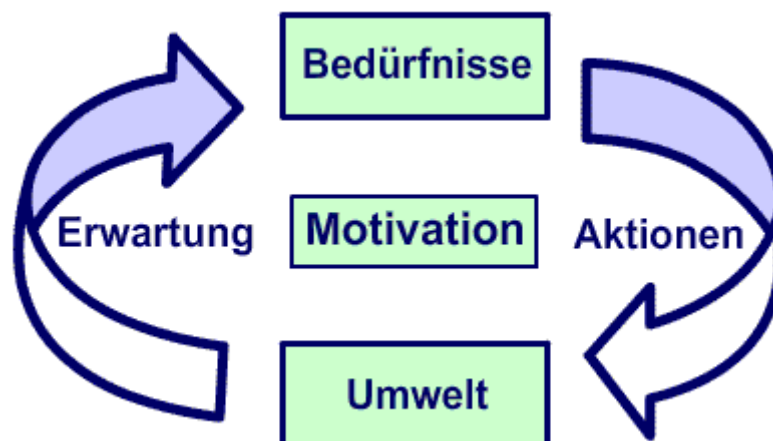 Bedürfnisse
Erwartung
Motivation
Aktionen
Umwelt